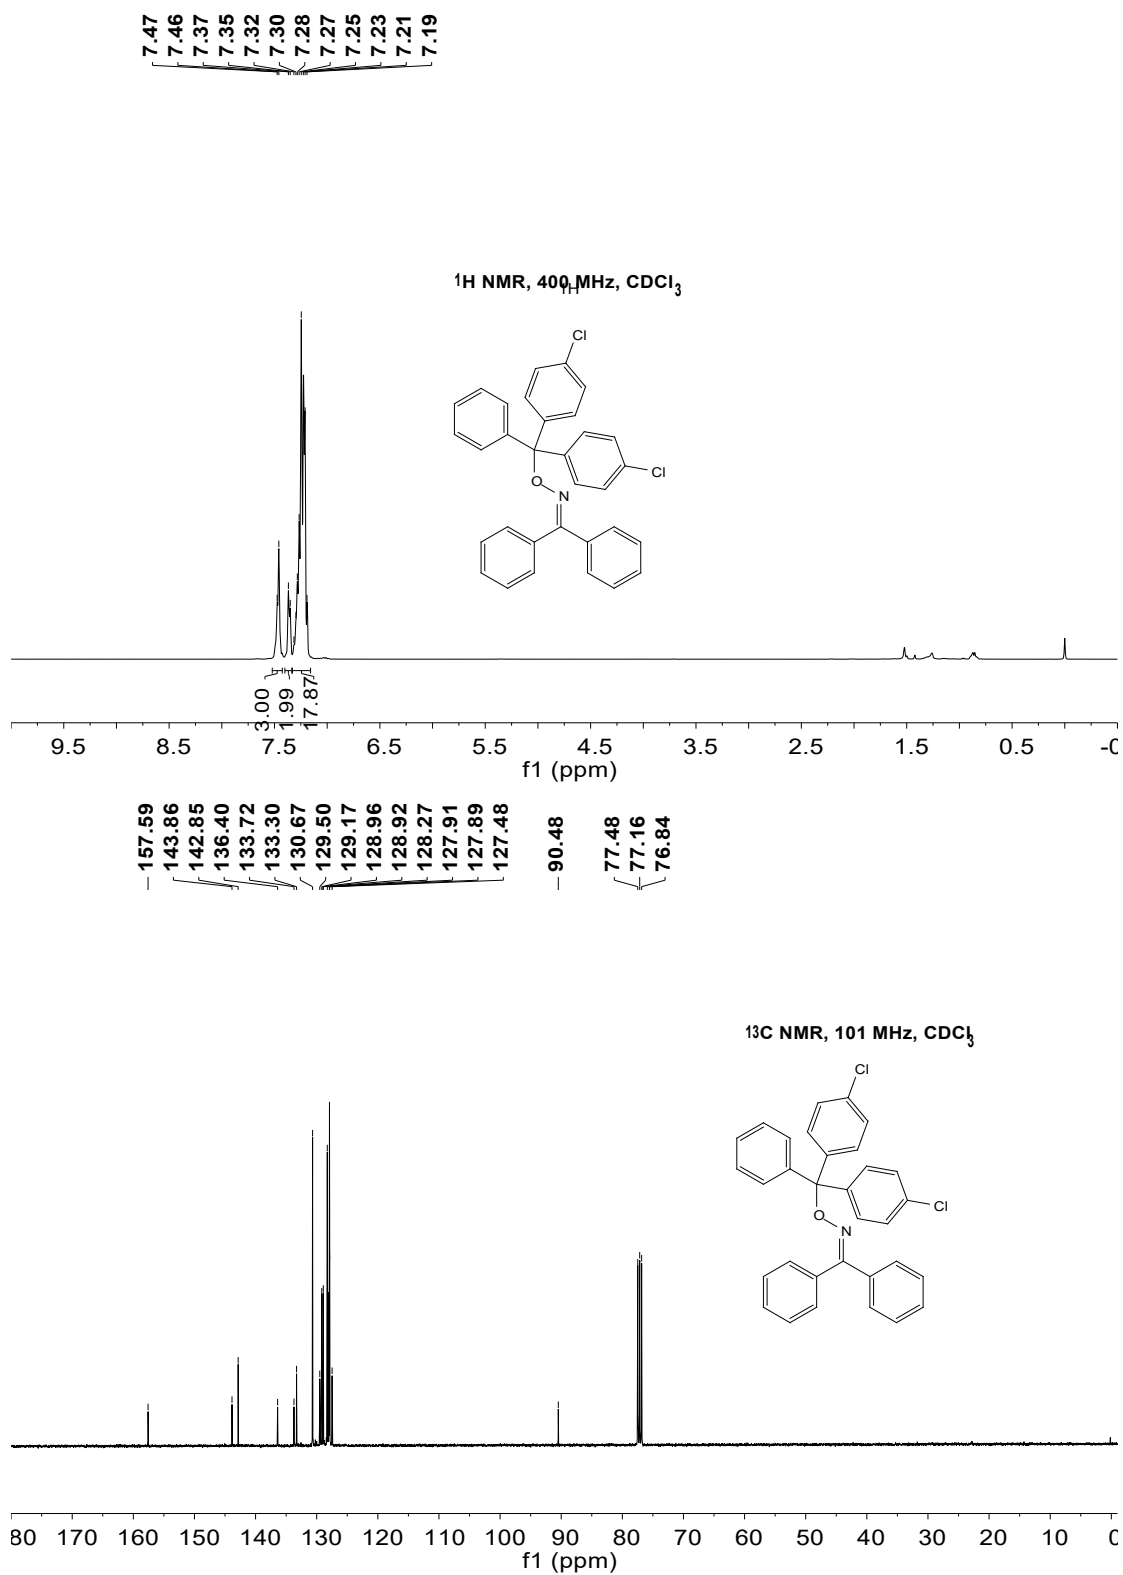 7.47
7.46
7.37
7.35
7.32
7.30
7.28
7.27
7.25
7.23
7.21
7.19
¹H NMR, 400 MHz, CDCl₃
1H
Cl
Cl
O
N
3.00
1.99
17.87
9.5 8.5 7.5 6.5 5.5 4.5 3.5 2.5 1.5 0.5 -0
f1 (ppm)
157.59
143.86
142.85
136.40
133.72
133.30
130.67
129.50
129.17
128.96
128.92
128.27
127.91
127.89
127.48
90.48
77.48
77.16
76.84
¹³C NMR, 101 MHz, CDCl₃
Cl
Cl
O
N
80 170 160 150 140 130 120 110 100 90 80 70 60 50 40 30 20 10 0
f1 (ppm)